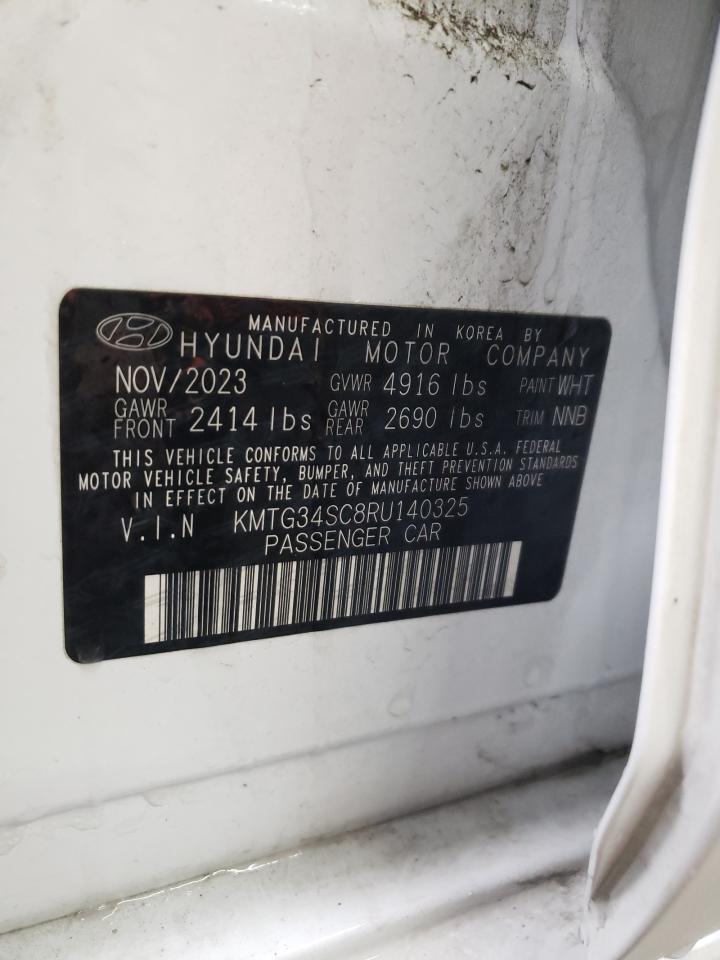 MANUFACTURED IN KOREA BY
HYUNDAI MOTOR COMPANY
NOV/2023 GVWR 4916 lbs PAINT WHT
GAWR FRONT 2414 lbs GAWR REAR 2690 lbs TRIM NNB
THIS VEHICLE CONFORMS TO ALL APPLICABLE U.S.A. FEDERAL
MOTOR VEHICLE SAFETY, BUMPER, AND THEFT PREVENTION STANDARDS
IN EFFECT ON THE DATE OF MANUFACTURE SHOWN ABOVE
V.I.N KMTG34SC8RU140325
PASSENGER CAR